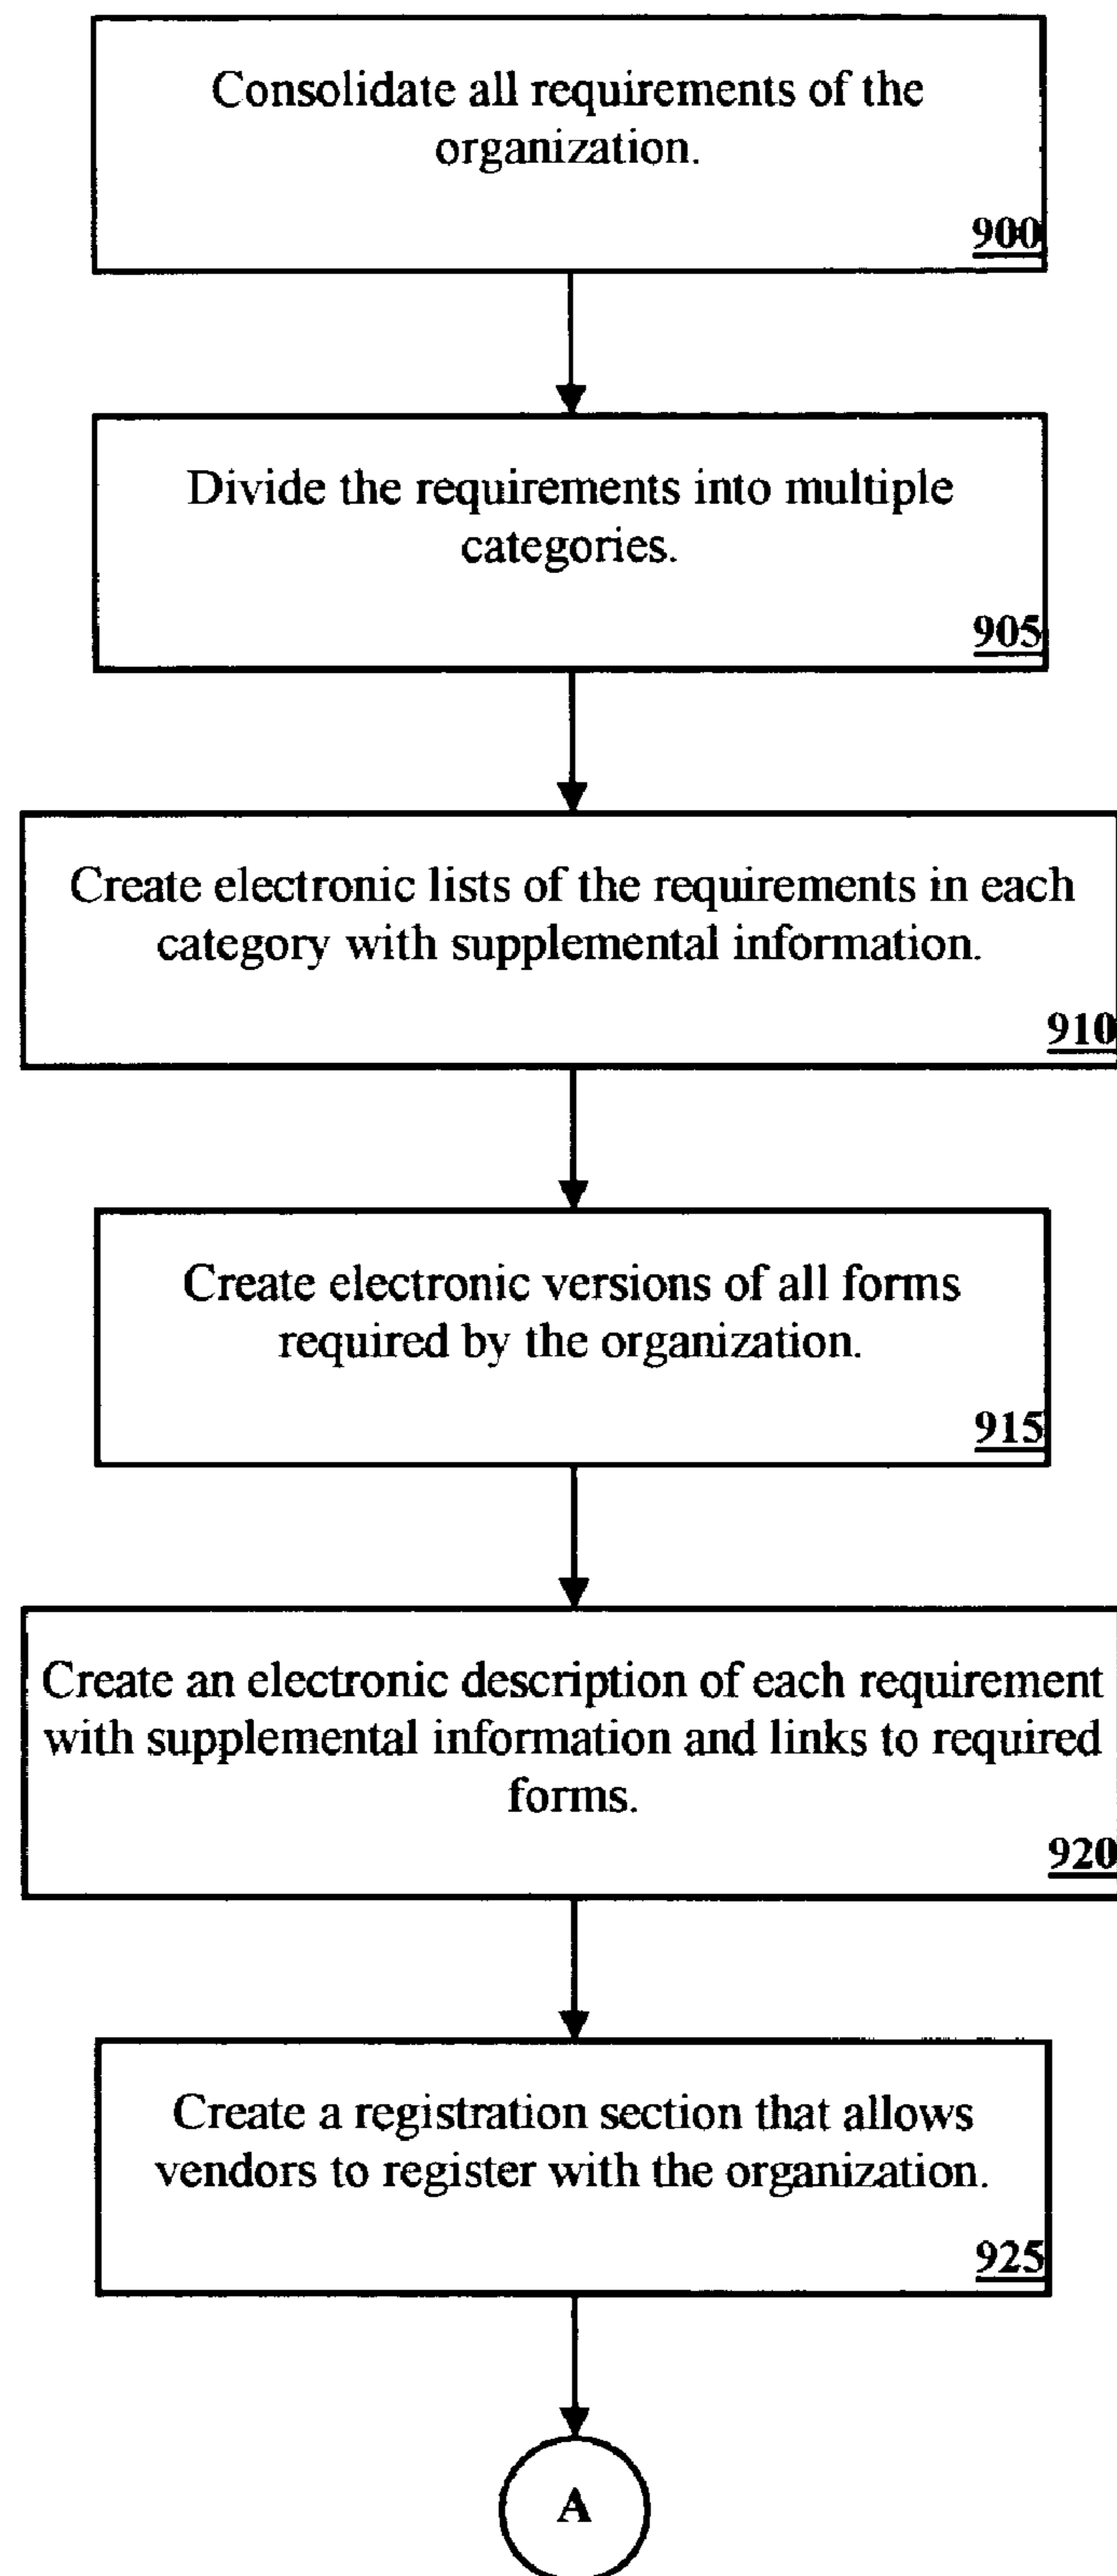 Consolidate all requirements of the
organization.
900
Divide the requirements into multiple
categories.
905
Create electronic lists of the requirements in each
category with supplemental information.
910
Create electronic versions of all forms
required by the organization.
915
Create an electronic description of each requirement
with supplemental information and links to required
forms.
920
Create a registration section that allows
vendors to register with the organization.
925
A